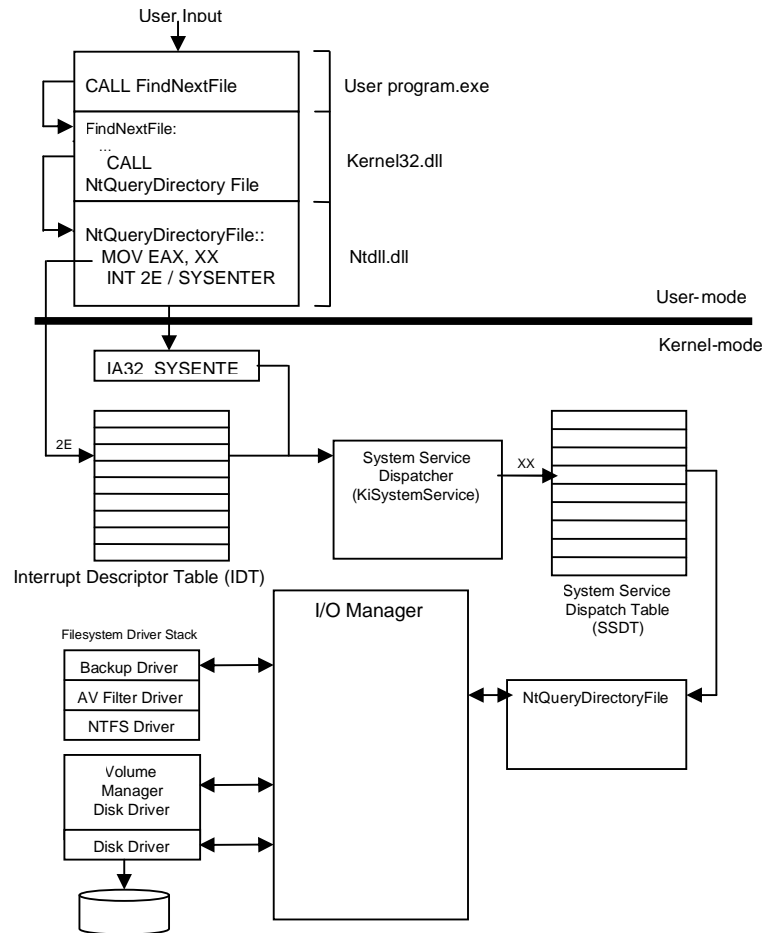 User Input
CALL FindNextFile
User program.exe
FindNextFile:
...
CALL
NtQueryDirectory File
Kernel32.dll
NtQueryDirectoryFile::
MOV EAX, XX
INT 2E / SYSENTER
Ntdll.dll
User-mode
Kernel-mode
IA32_SYSENTE
2E
System Service
Dispatcher
(KiSystemService)
XX
Interrupt Descriptor Table (IDT)
System Service
Dispatch Table
(SSDT)
I/O Manager
Filesystem Driver Stack
Backup Driver
AV Filter Driver
NTFS Driver
NtQueryDirectoryFile
Volume
Manager
Disk Driver
Disk Driver